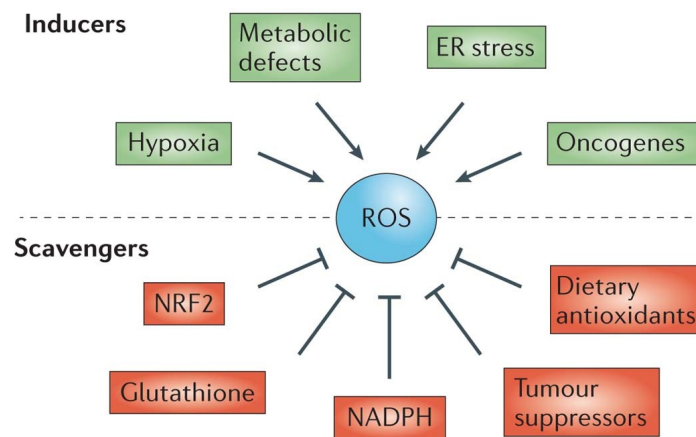 Inducers
Metabolic
defects
ER stress
Hypoxia
Oncogenes
ROS
Scavengers
NRF2
Dietary
antioxidants
Glutathione
NADPH
Tumour
suppressors